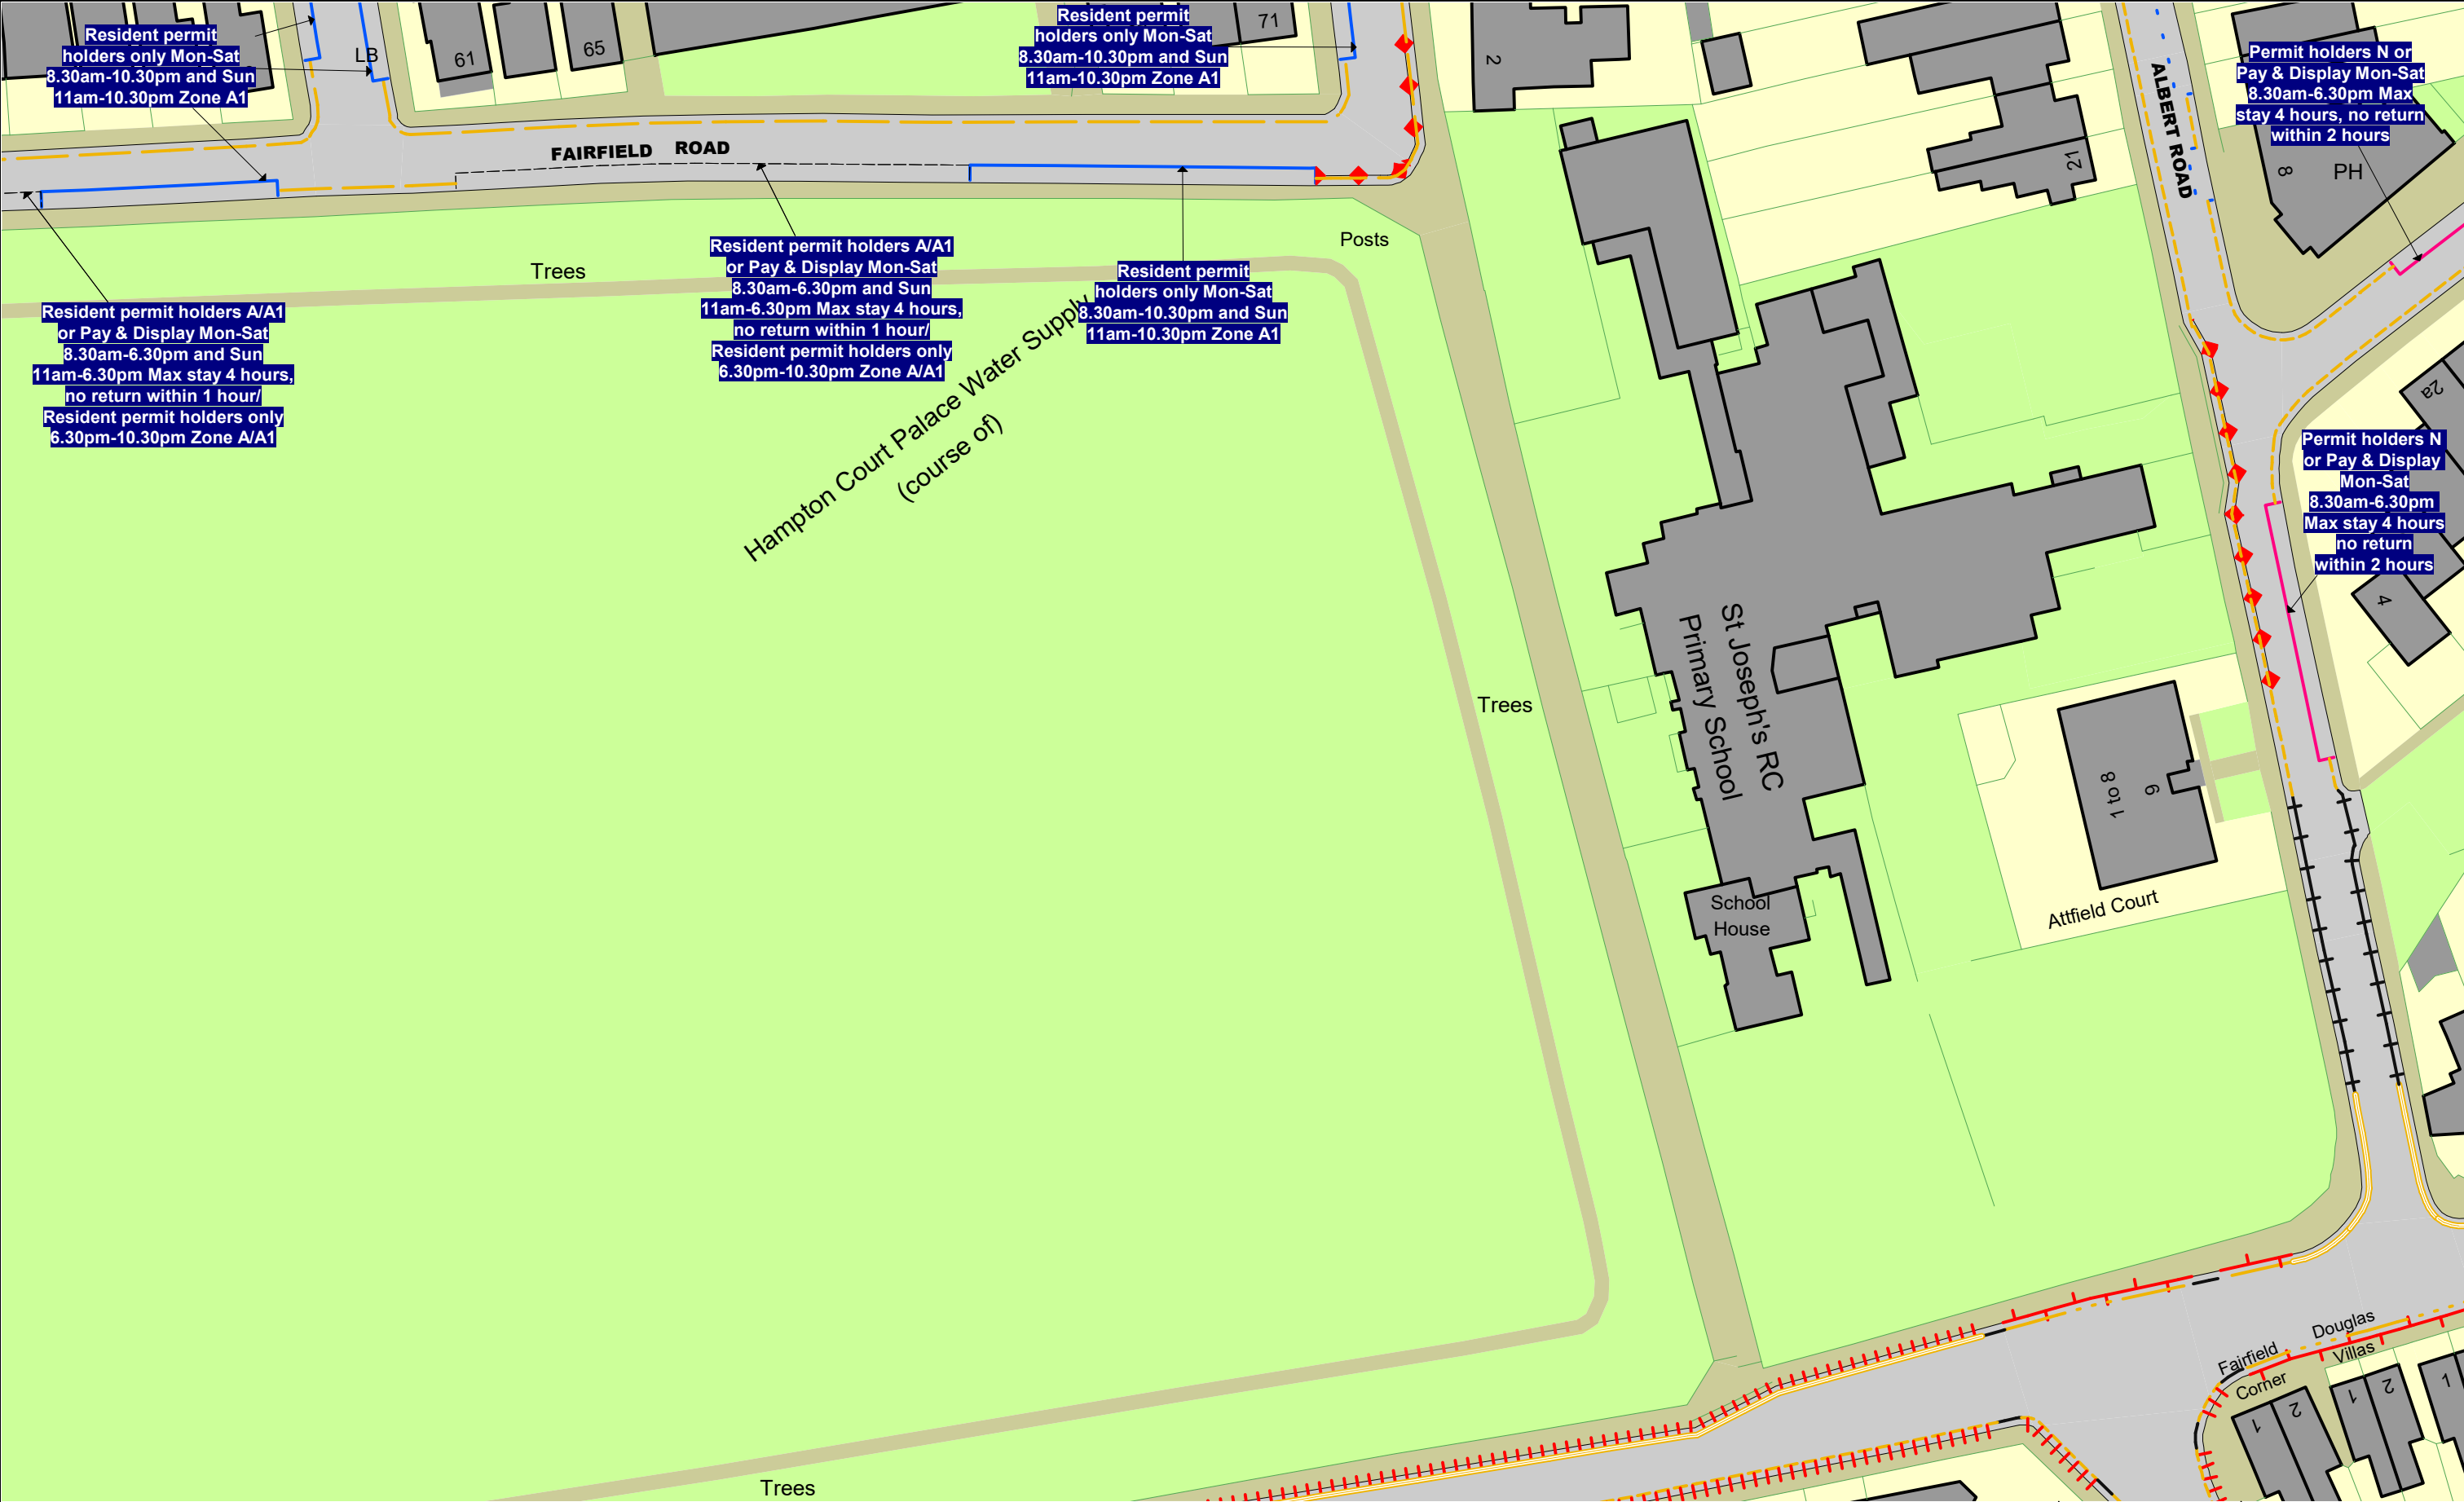 Resident permit
holders only Mon-Sat
8.30am-10.30pm and Sun
11am-10.30pm Zone A1
LB
61
65
Resident permit
holders only Mon-Sat
8.30am-10.30pm and Sun
11am-10.30pm Zone A1
71
2
21
ALBERT ROAD
Permit holders N or
Pay & Display Mon-Sat
8.30am-6.30pm Max
stay 4 hours, no return
within 2 hours
8
PH
FAIRFIELD ROAD
Posts
Trees
Resident permit holders A/A1
or Pay & Display Mon-Sat
8.30am-6.30pm and Sun
11am-6.30pm Max stay 4 hours,
no return within 1 hour/
Resident permit holders only
6.30pm-10.30pm Zone A/A1
Resident permit holders A/A1
or Pay & Display Mon-Sat
8.30am-6.30pm and Sun
11am-6.30pm Max stay 4 hours,
no return within 1 hour/
Resident permit holders only
6.30pm-10.30pm Zone A/A1
Resident permit
holders only Mon-Sat
8.30am-10.30pm and Sun
11am-10.30pm Zone A1
Hampton Court Palace Water Supply
(course of)
2a
Permit holders N
or Pay & Display
Mon-Sat
8.30am-6.30pm
Max stay 4 hours
no return
within 2 hours
4
St Joseph's RC
Primary School
Trees
1 to 8
9
Attfield Court
School
House
Douglas
Villas
Fairfield
Corner
1
2
1
2
1
Trees